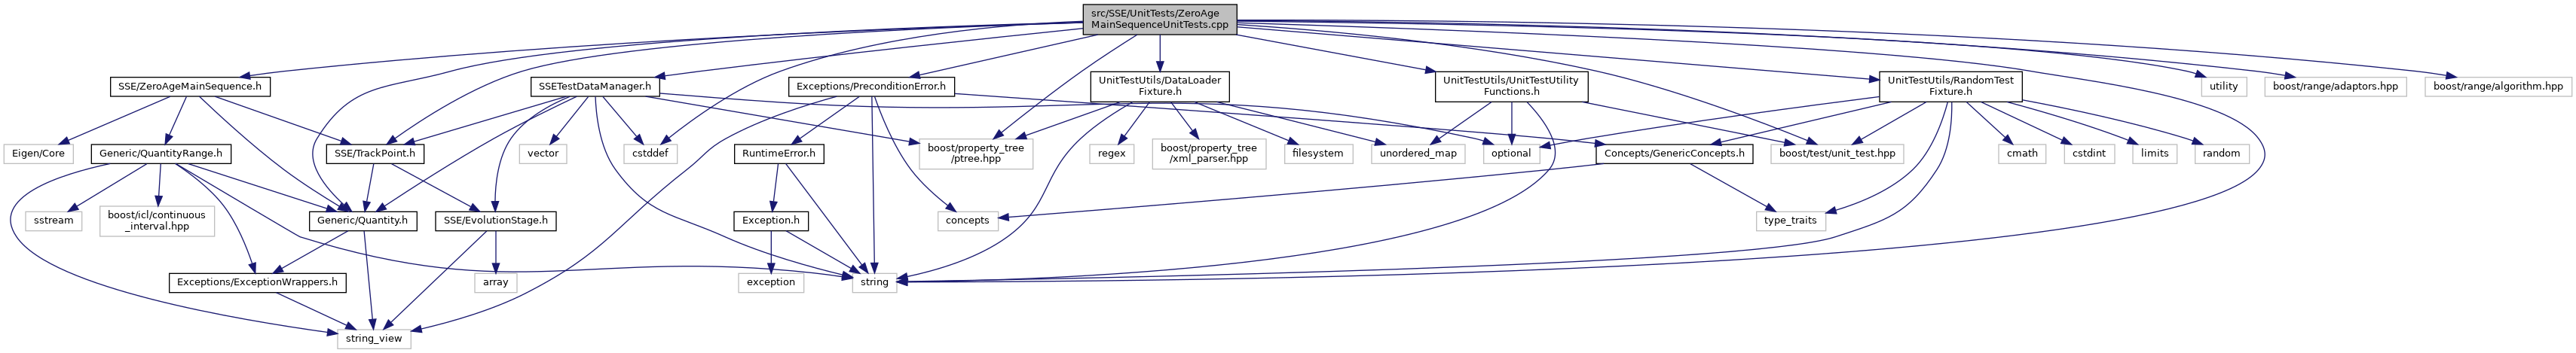 src/SSE/UnitTests/ZeroAge
MainSequenceUnitTests.cpp
SSE/ZeroAgeMainSequence.h
SSETestDataManager.h
Exceptions/PreconditionError.h
UnitTestUtils/DataLoader
Fixture.h
UnitTestUtils/UnitTestUtility
Functions.h
UnitTestUtils/RandomTest
Fixture.h
utility
boost/range/adaptors.hpp
boost/range/algorithm.hpp
Eigen/Core
Generic/QuantityRange.h
SSE/TrackPoint.h
vector
cstddef
RuntimeError.h
boost/property_tree
/ptree.hpp
regex
boost/property_tree
/xml_parser.hpp
filesystem
unordered_map
optional
Concepts/GenericConcepts.h
boost/test/unit_test.hpp
cmath
cstdint
limits
random
sstream
boost/icl/continuous
_interval.hpp
Generic/Quantity.h
SSE/EvolutionStage.h
Exception.h
concepts
type_traits
Exceptions/ExceptionWrappers.h
array
exception
string
string_view